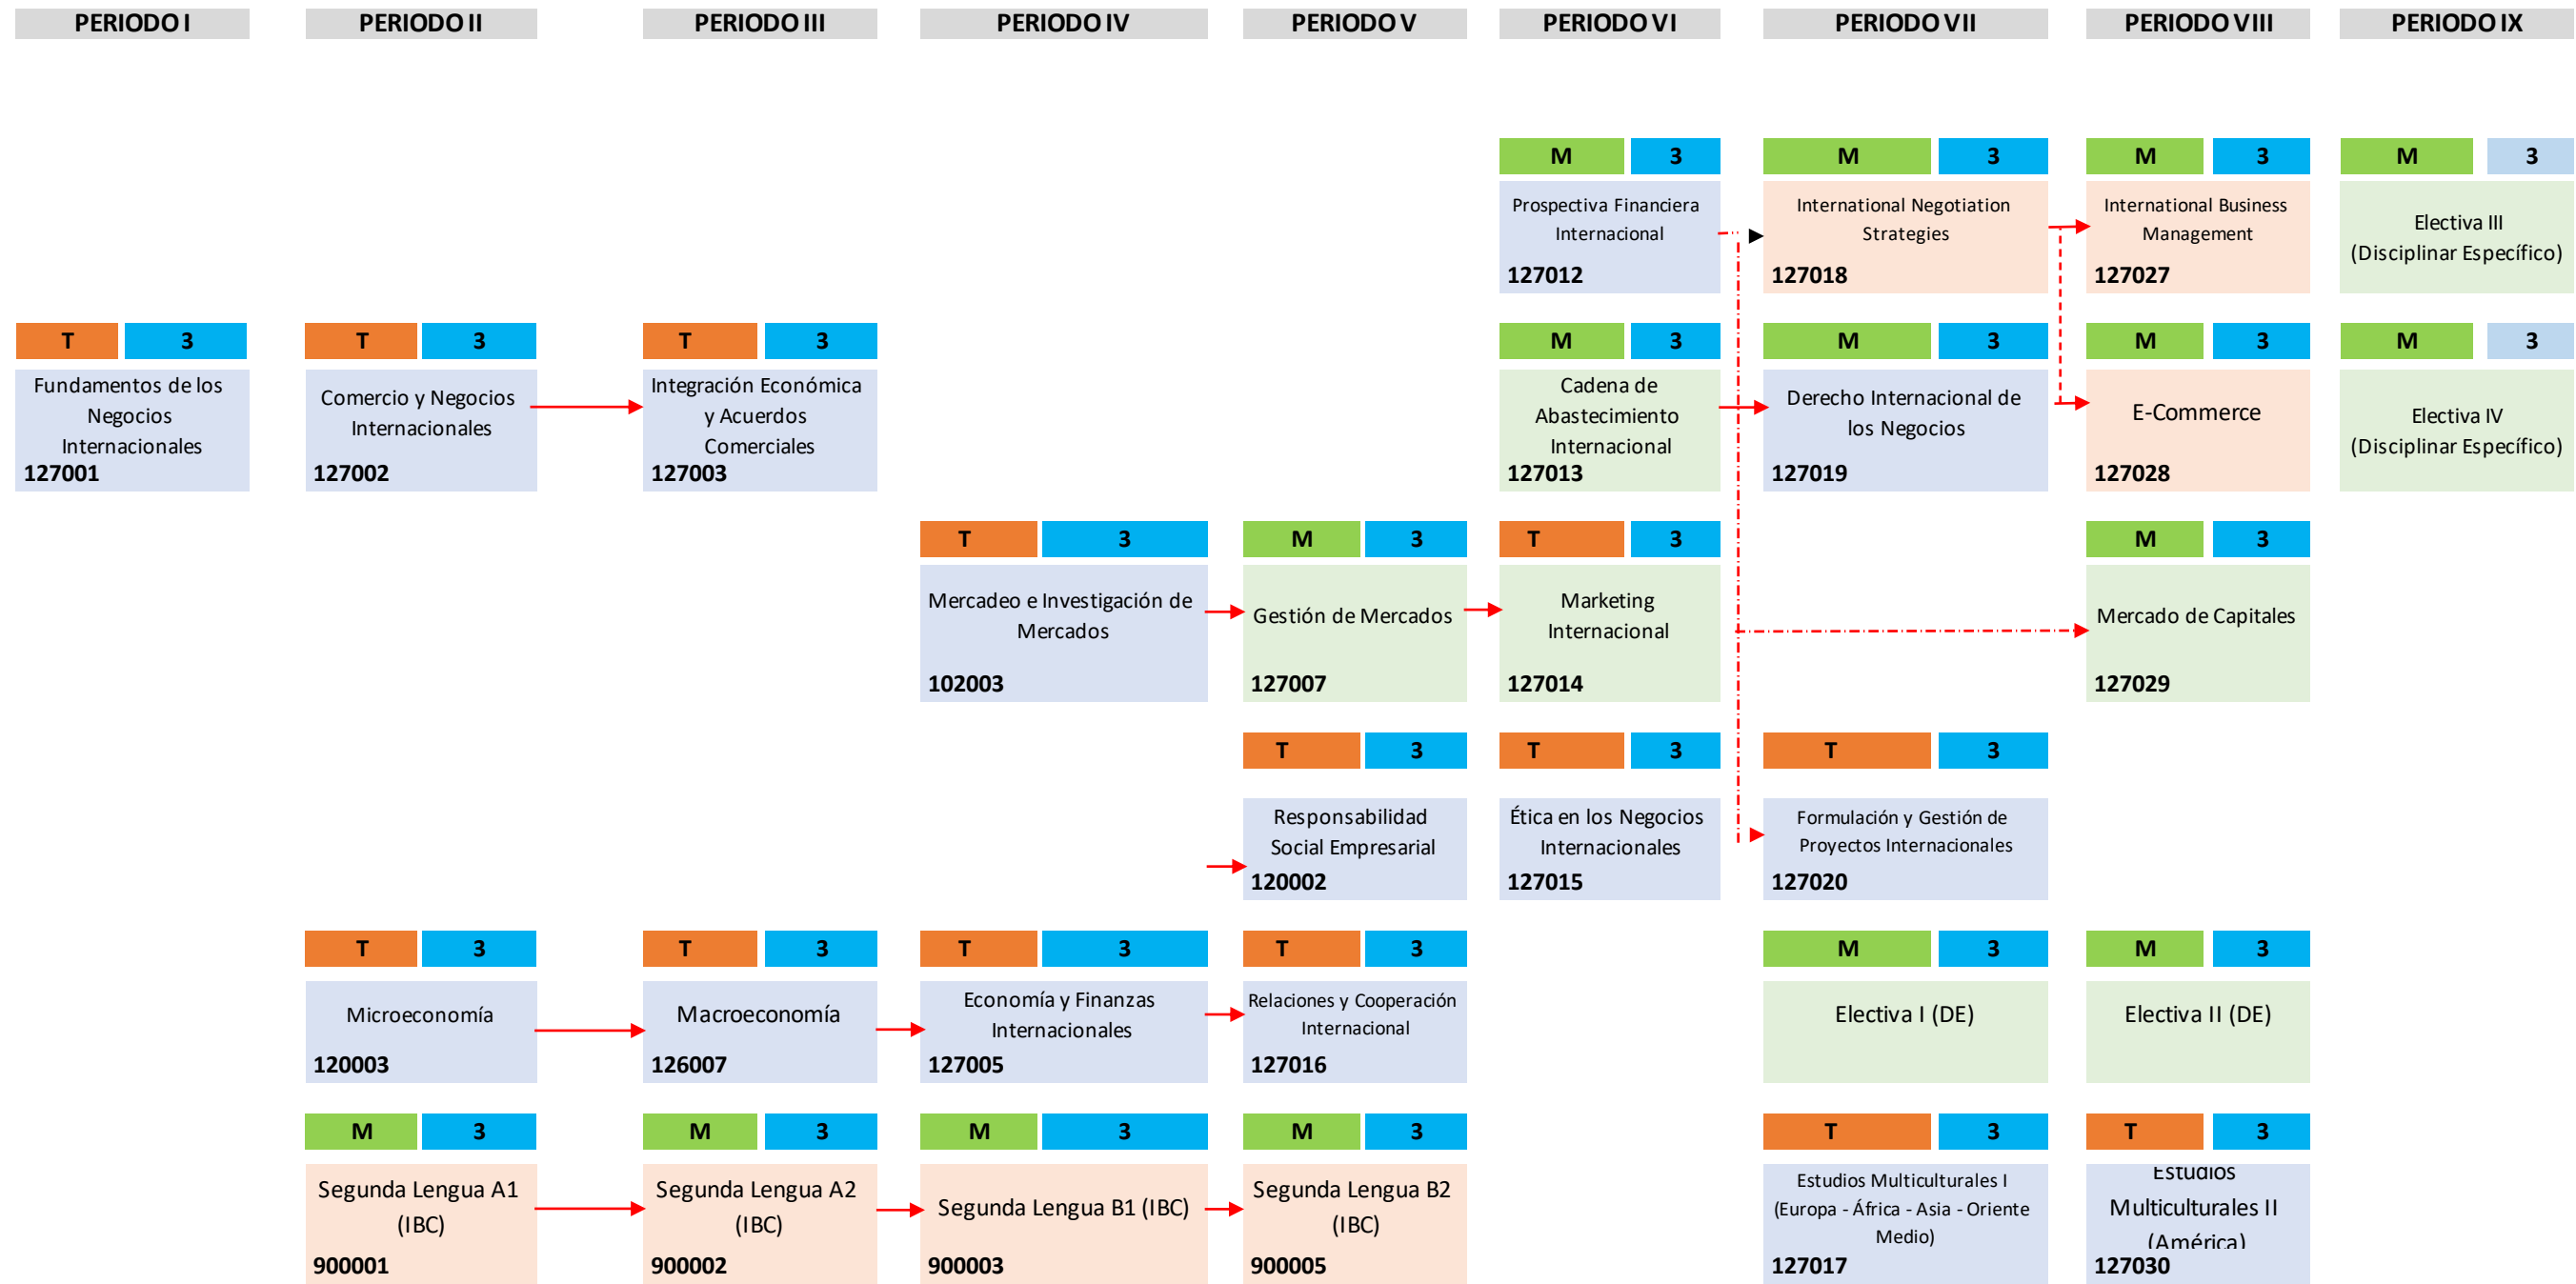 PERIODO I
PERIODO II
PERIODO III
PERIODO IV
PERIODO V
PERIODO VI
PERIODO VII
PERIODO VIII
PERIODO IX
M 3
M 3
M 3
M 3
Prospectiva Financiera
Internacional
127012
International Negotiation
Strategies
127018
International Business
Management
127027
Electiva III
(Disciplinar Específico)
T 3
T 3
T 3
M 3
M 3
M 3
M 3
Fundamentos de los
Negocios
Internacionales
127001
Comercio y Negocios
Internacionales
127002
Integración Económica
y Acuerdos
Comerciales
127003
Cadena de
Abastecimiento
Internacional
127013
Derecho Internacional de
los Negocios
127019
E-Commerce
127028
Electiva IV
(Disciplinar Específico)
T 3
M 3
T 3
M 3
Mercadeo e Investigación de
Mercados
102003
Gestión de Mercados
127007
Marketing
Internacional
127014
Mercado de Capitales
127029
T 3
T 3
T 3
Responsabilidad
Social Empresarial
120002
Ética en los Negocios
Internacionales
127015
Formulación y Gestión de
Proyectos Internacionales
127020
T 3
T 3
T 3
T 3
M 3
M 3
Microeconomía
120003
Macroeconomía
126007
Economía y Finanzas
Internacionales
127005
Relaciones y Cooperación
Internacional
127016
Electiva I (DE)
Electiva II (DE)
M 3
M 3
M 3
M 3
T 3
T 3
Segunda Lengua A1
(IBC)
900001
Segunda Lengua A2
(IBC)
900002
Segunda Lengua B1 (IBC)
900003
Segunda Lengua B2
(IBC)
900005
Estudios Multiculturales I
(Europa - África - Asia - Oriente
Medio)
127017
Estudios
Multiculturales II
(América)
127030